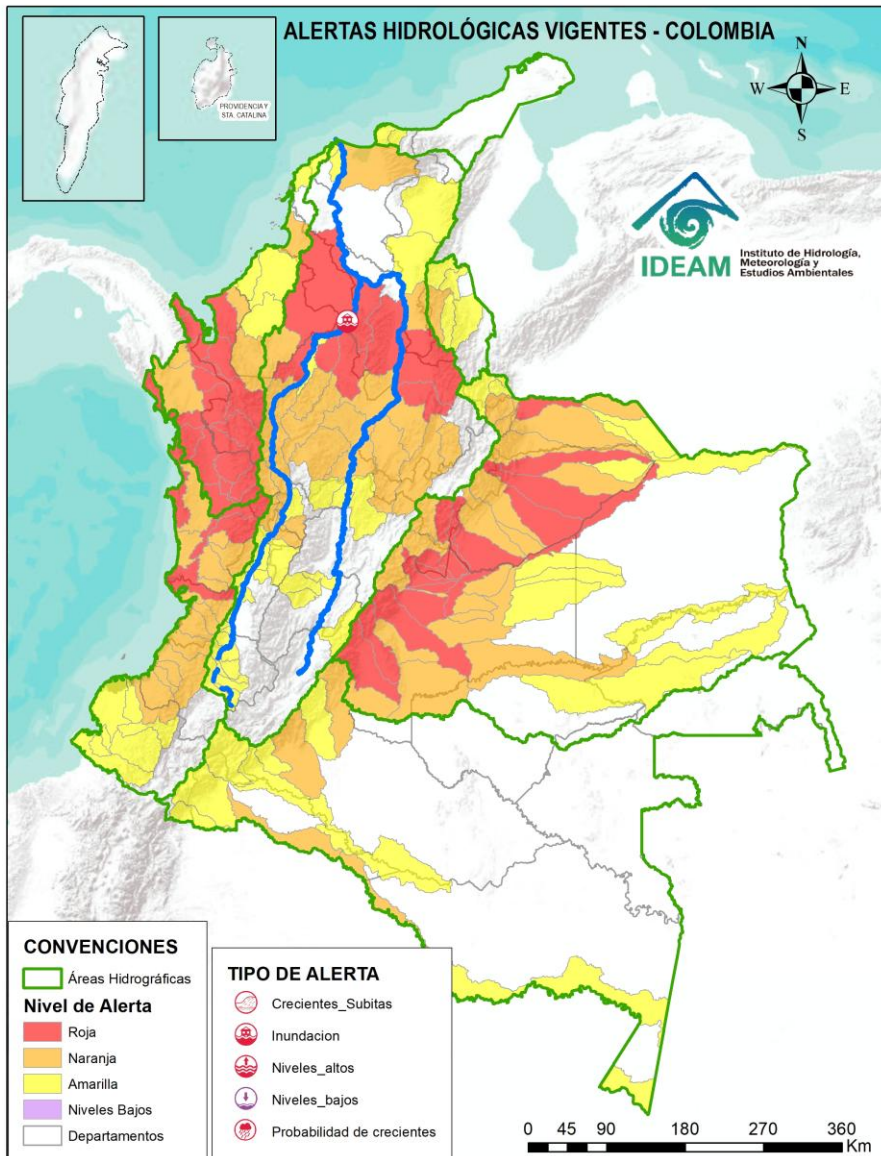 ALERTAS HIDROLÓGICAS VIGENTES - COLOMBIA
PROVIDENCIA Y
STA. CATALINA
N
W
E
S
IDEAM
Instituto de Hidrología,
Meteorología y
Estudios Ambientales
CONVENCIONES
Áreas Hidrográficas
Nivel de Alerta
Roja
Naranja
Amarilla
Niveles Bajos
Departamentos
TIPO DE ALERTA
Crecientes_Subitas
Inundacion
Niveles_altos
Niveles_bajos
Probabilidad de crecientes
0 45 90 180 270 360
Km